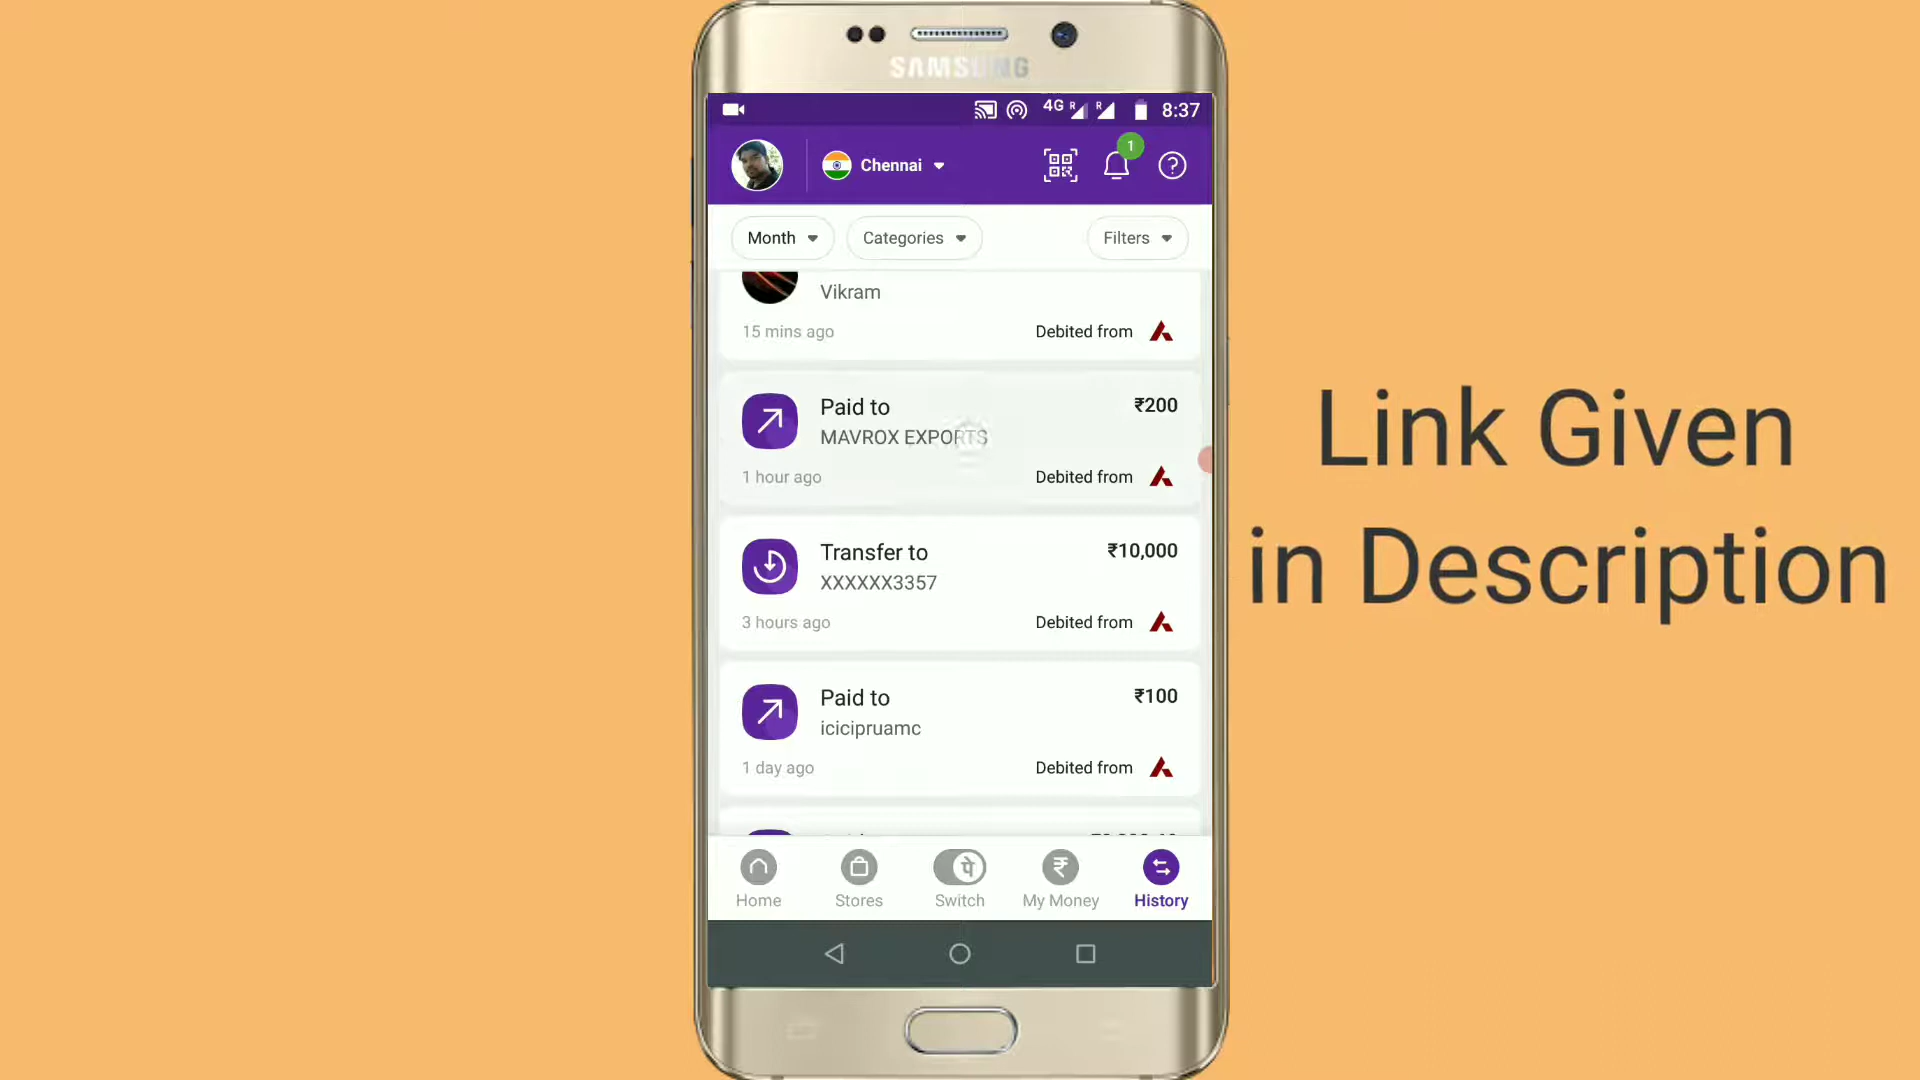 SAMSUNG
4G R R 8:37
Chennai
1
?
Month
Categories
Filters
Vikram
15 mins ago
Debited from
Paid to
₹200
MAVROX EXPORTS
1 hour ago
Debited from
Transfer to
₹10,000
XXXXXX3357
3 hours ago
Debited from
Paid to
₹100
icicipruamc
1 day ago
Debited from
पे
₹
Home
Stores
Switch
My Money
History
Link Given
in Description